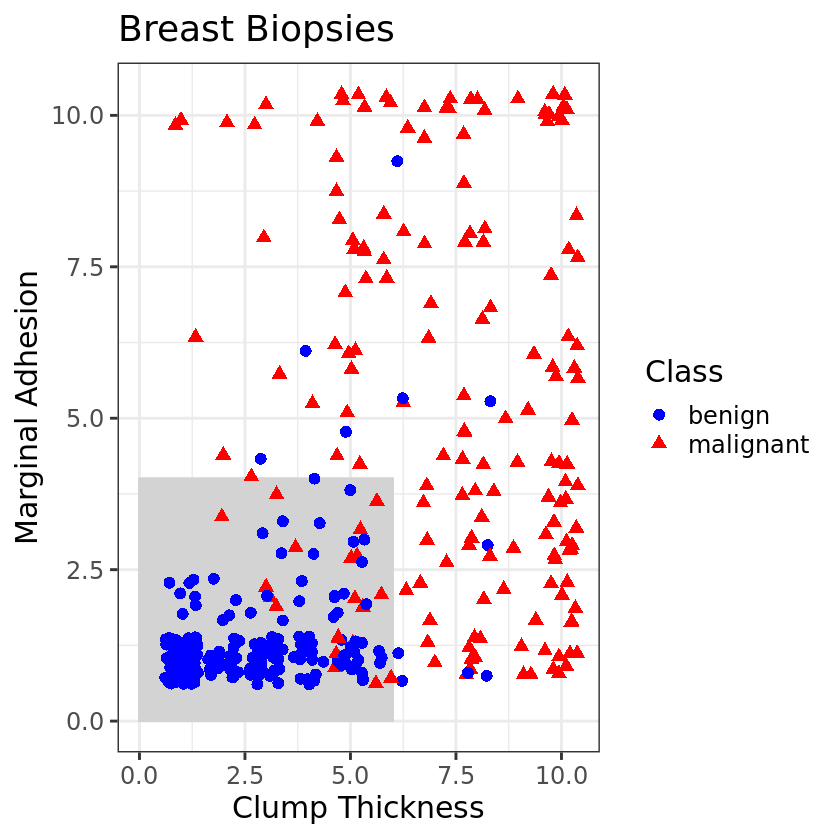 Breast Biopsies
10.0
7.5
5.0
2.5
0.0
Marginal Adhesion
0.0 2.5 5.0 7.5 10.0
Clump Thickness
Class
benign
malignant